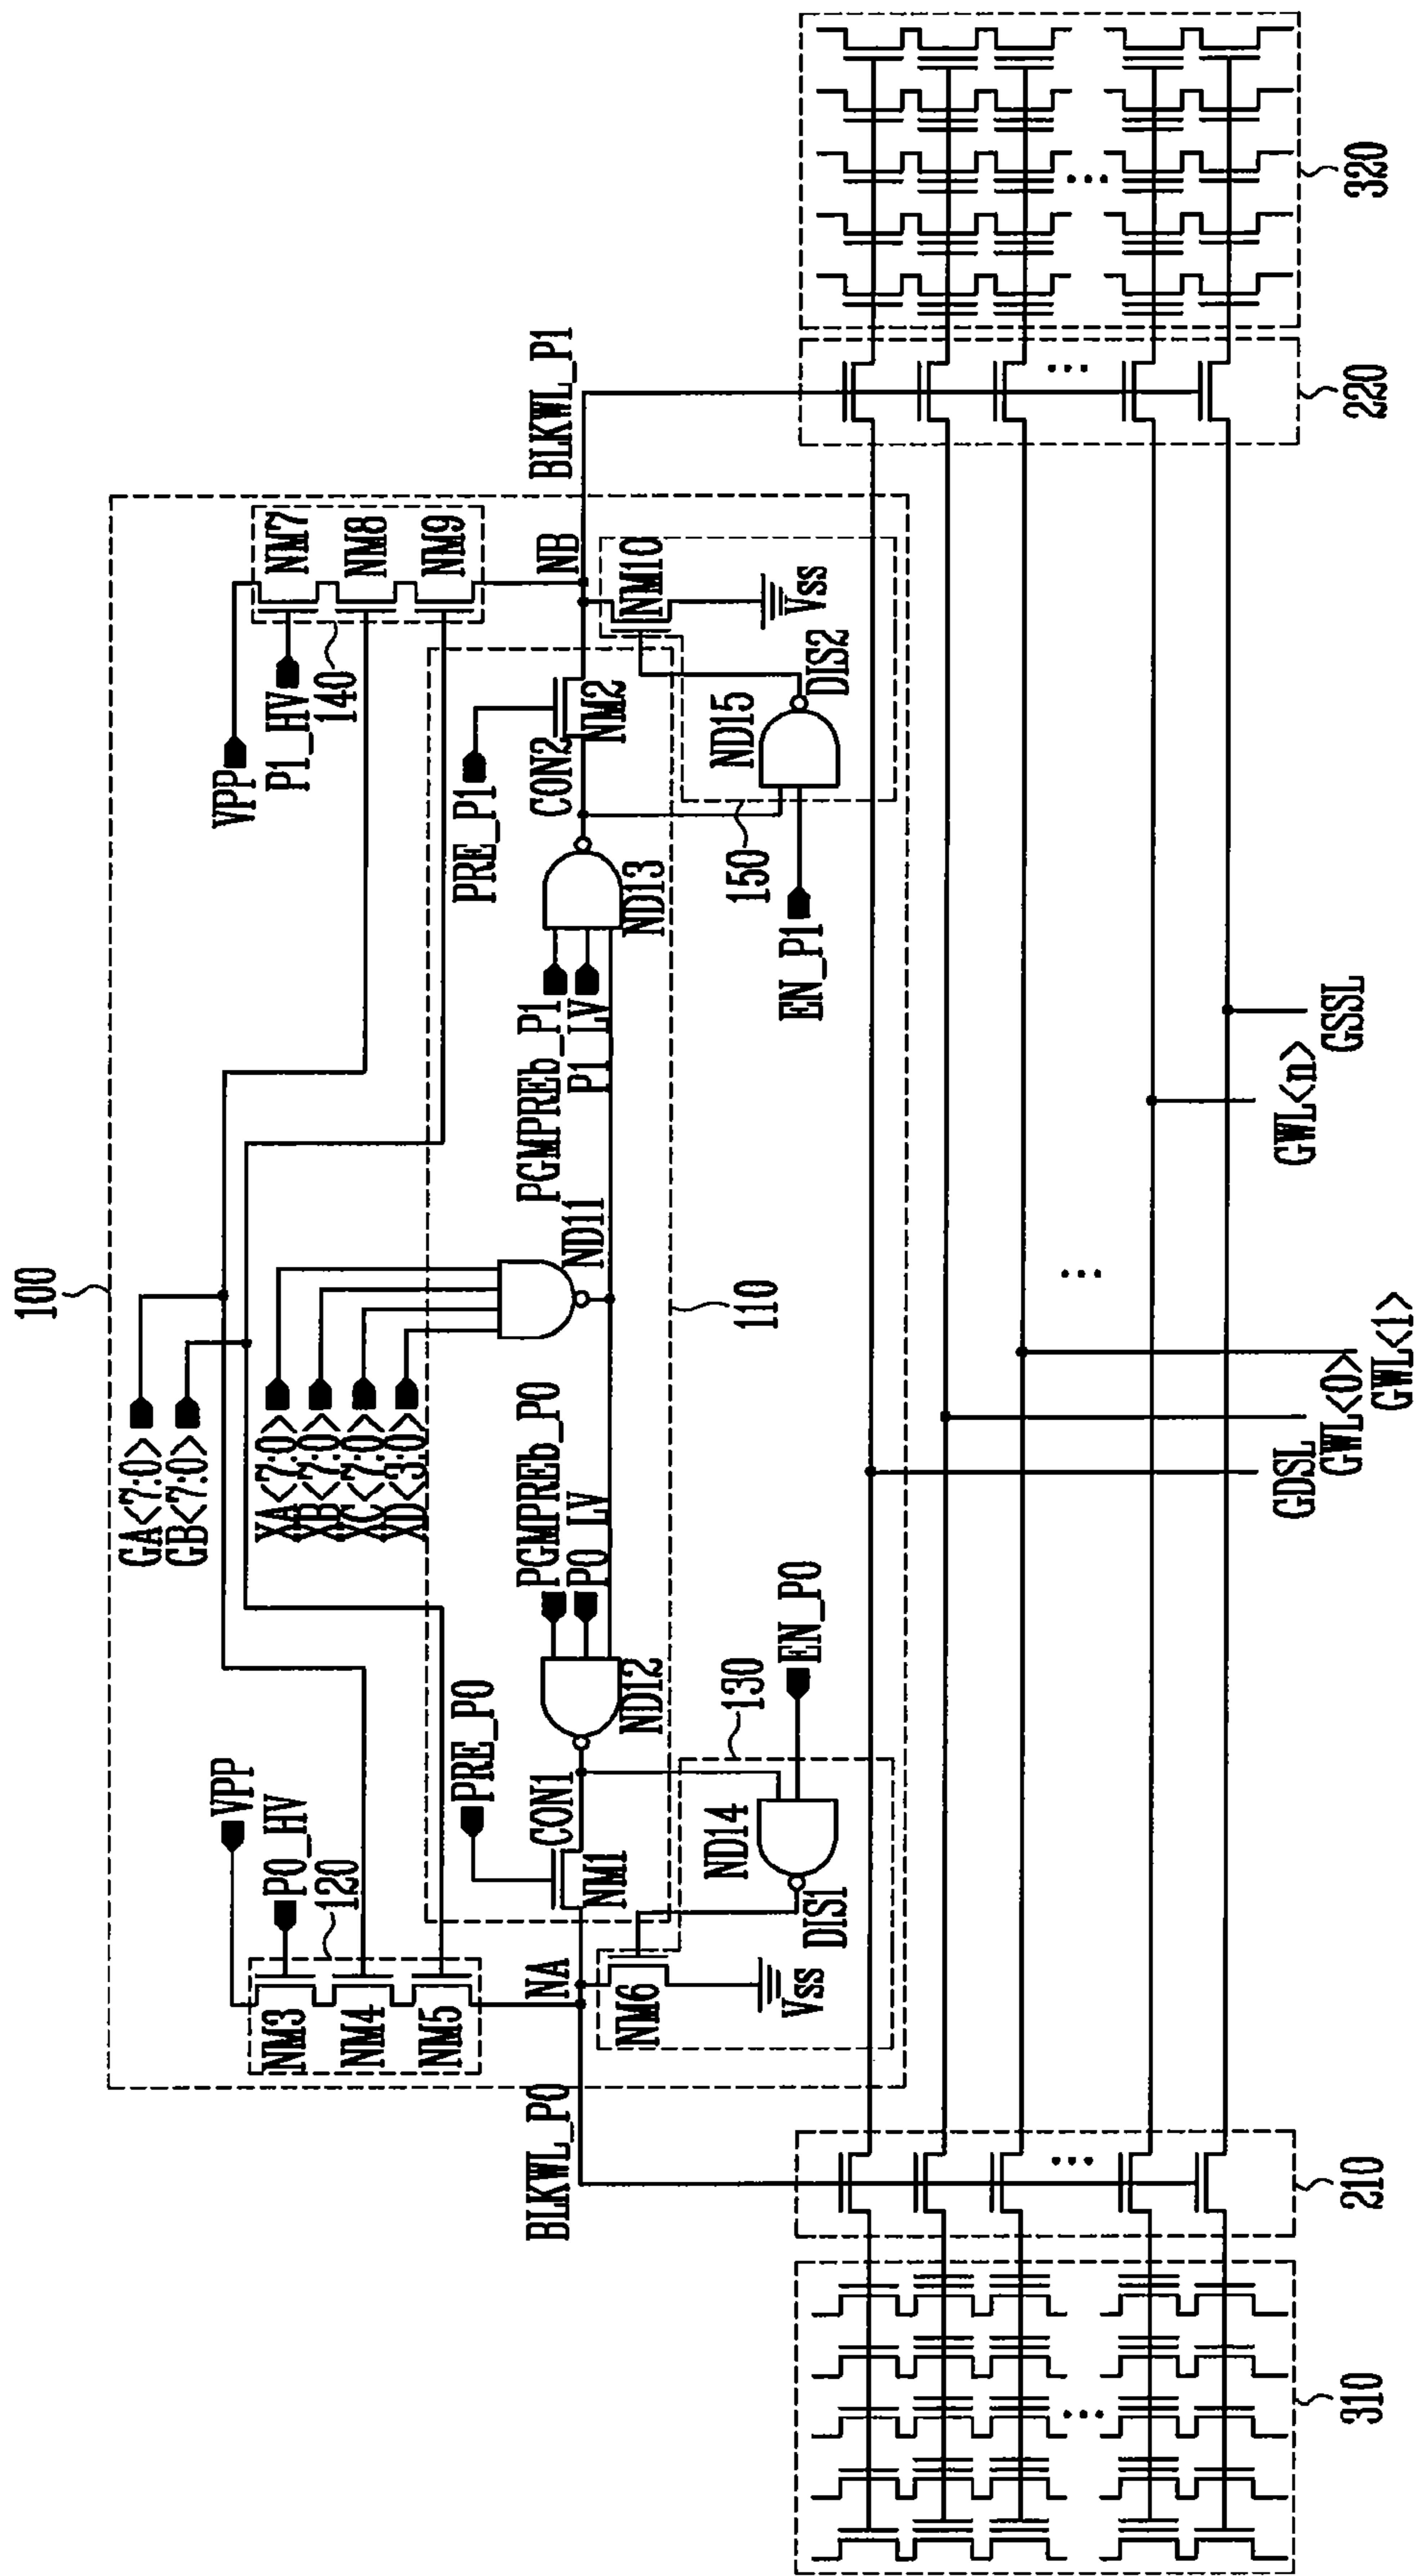 100
GA<7:0>
GB<7:0>
XA<7:0>
XB<7:0>
XC<7:0>
XD<3:0>
VPP
P0_HV
120
NM3
NM4
NM5
VPP
P1_HV
140
NM7
NM8
NM9
PRE_P0
PGMPREb_P0
P0_LV
ND11
PGMPREb_P1
P1_LV
PRE_P1
BLKWL_P0
NA
NM1
CON1
ND12
ND13
CON2
NM2
NB
BLKWL_P1
110
NM6
Vss
DIS1
ND14
130
EN_P0
EN_P1
150
ND15
DIS2
NM10
Vss
310
210
GDSL
GWL<0>
GWL<1>
GWL<n>
GSSL
220
320